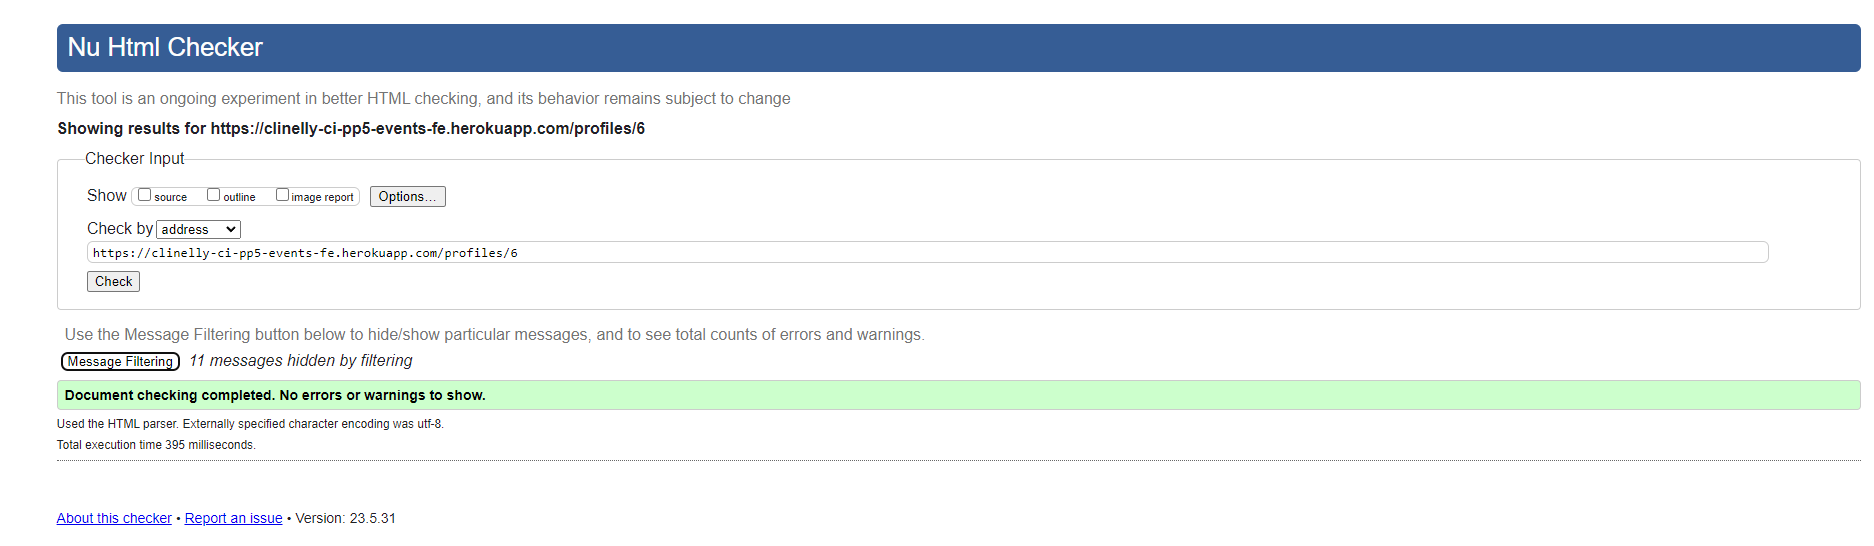 Nu Html Checker
This tool is an ongoing experiment in better HTML checking, and its behavior remains subject to change
Showing results for https://clinelly-ci-pp5-events-fe.herokuapp.com/profiles/6
Checker Input
Show source outline image report Options...
Check by address
https://clinelly-ci-pp5-events-fe.herokuapp.com/profiles/6
Check
Use the Message Filtering button below to hide/show particular messages, and to see total counts of errors and warnings.
Message Filtering 11 messages hidden by filtering
Document checking completed. No errors or warnings to show.
Used the HTML parser. Externally specified character encoding was utf-8.
Total execution time 395 milliseconds.
About this checker • Report an issue • Version: 23.5.31